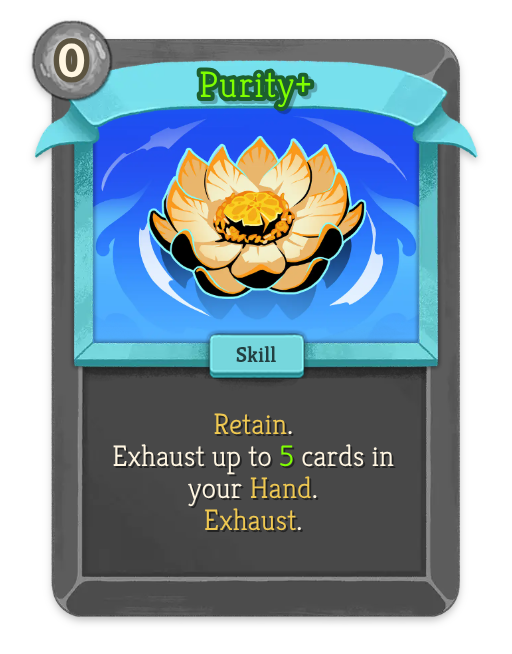 0
Purity+
Skill
Retain.
Exhaust up to 5 cards in
your Hand.
Exhaust.